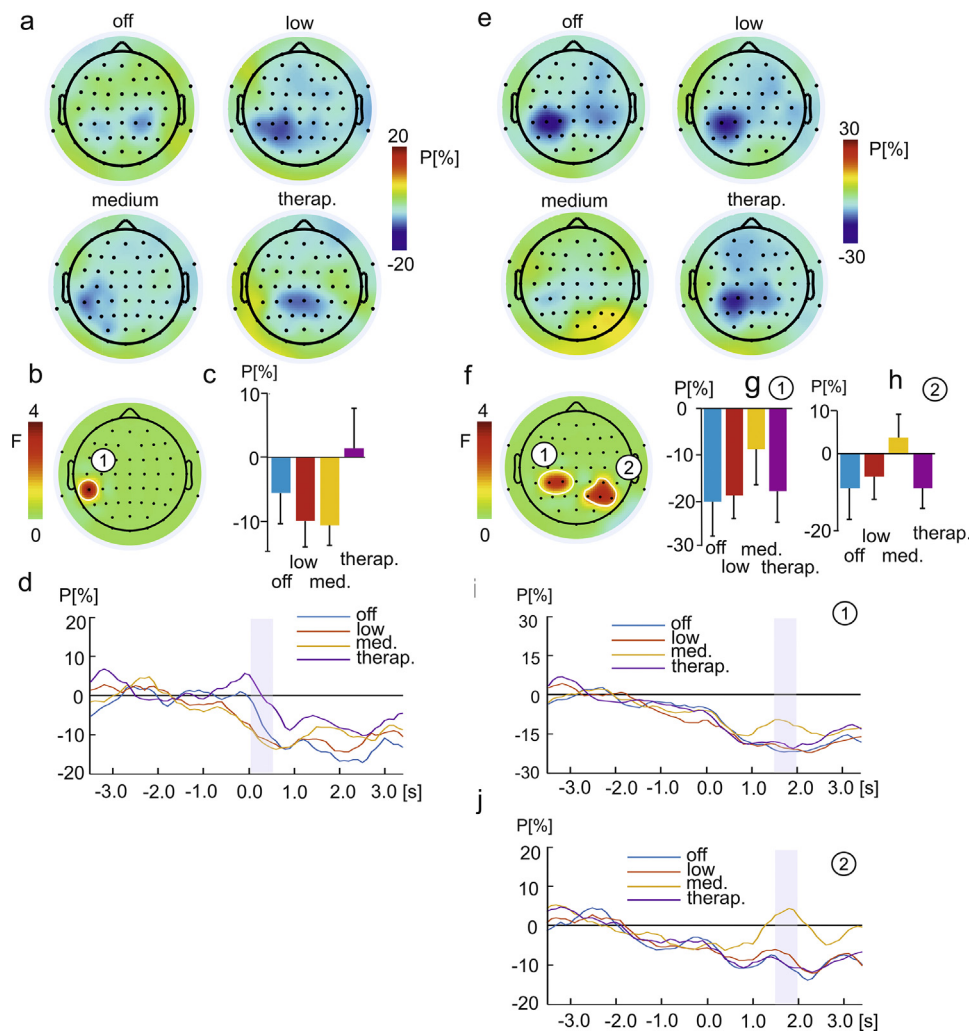 a
off
low
20
P[%]
-20
medium
therap.
b
4
F
0
1
c
P[%]
10
0
-10
low
therap.
off
med.
d
P[%]
20
10
0
-10
-20
off
low
med.
therap.
-3.0 -2.0 -1.0 0.0 1.0 2.0 3.0 [s]
e
off
low
30
P[%]
-30
medium
therap.
f
4
F
0
1
2
P[%]
g
1
0
-10
-20
-30
off
med.
low
therap.
P[%]
h
2
10
0
-20
low
therap.
off
med.
i
P[%]
1
30
15
0
-15
-30
off
low
med.
therap.
-3.0 -2.0 -1.0 0.0 1.0 2.0 3.0 [s]
j
P[%]
2
20
10
0
-10
-20
off
low
med.
therap.
-3.0 -2.0 -1.0 0.0 1.0 2.0 3.0 [s]